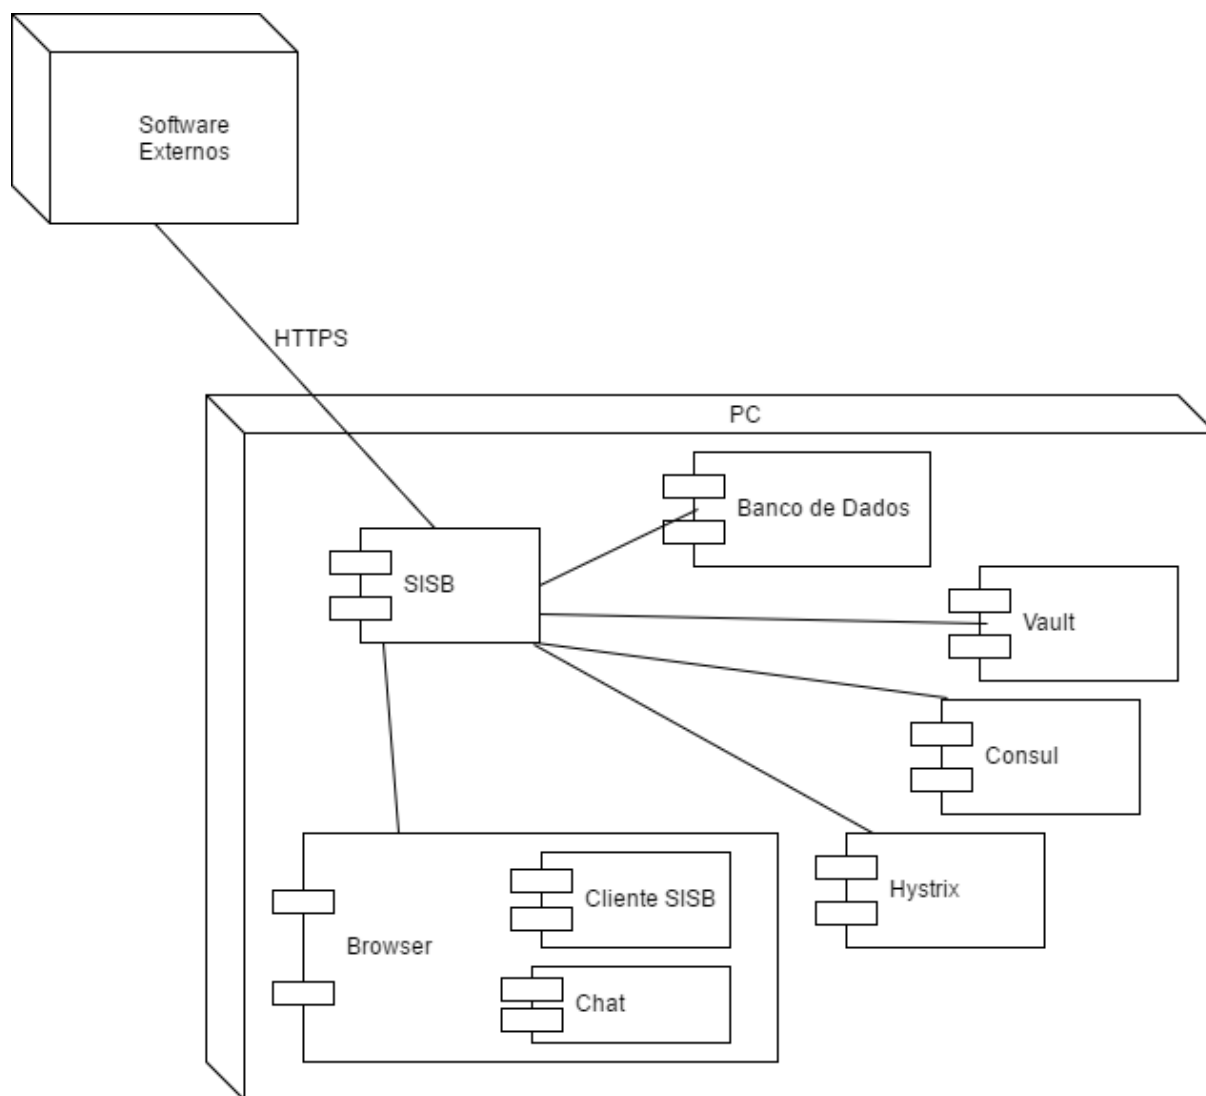 Software
Externos
HTTPS
PC
Banco de Dados
SISB
Vault
Consul
Hystrix
Cliente SISB
Browser
Chat